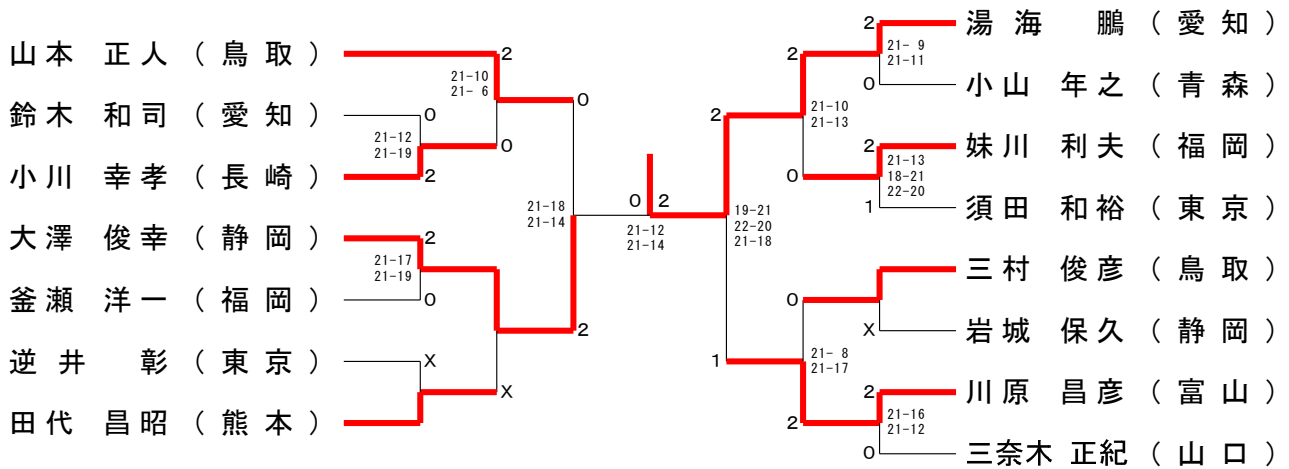 山本 正人 ( 鳥 取 )
鈴木 和司 ( 愛 知 )
小川 幸孝 ( 長 崎 )
大澤 俊幸 ( 静 岡 )
釜瀬 洋一 ( 福 岡 )
逆井 彰 ( 東 京 )
田代 昌昭 ( 熊 本 )
2
21-10
21- 6
0
0
21-12
21-19
0
2
2
21-17
21-19
0
X
X
21-18
21-14
2
0
2
21-12
21-14
2
19-21
22-20
21-18
1
2
21-10
21-13
0
0
21- 8
21-17
2
2
21- 9
21-11
0
2
21-13
18-21
22-20
1
X
2
21-16
21-12
0
湯 海 鵬 ( 愛 知 )
小山 年之 ( 青 森 )
妹川 利夫 ( 福 岡 )
須田 和裕 ( 東 京 )
三村 俊彦 ( 鳥 取 )
岩城 保久 ( 静 岡 )
川原 昌彦 ( 富 山 )
三奈木 正紀 ( 山 口 )